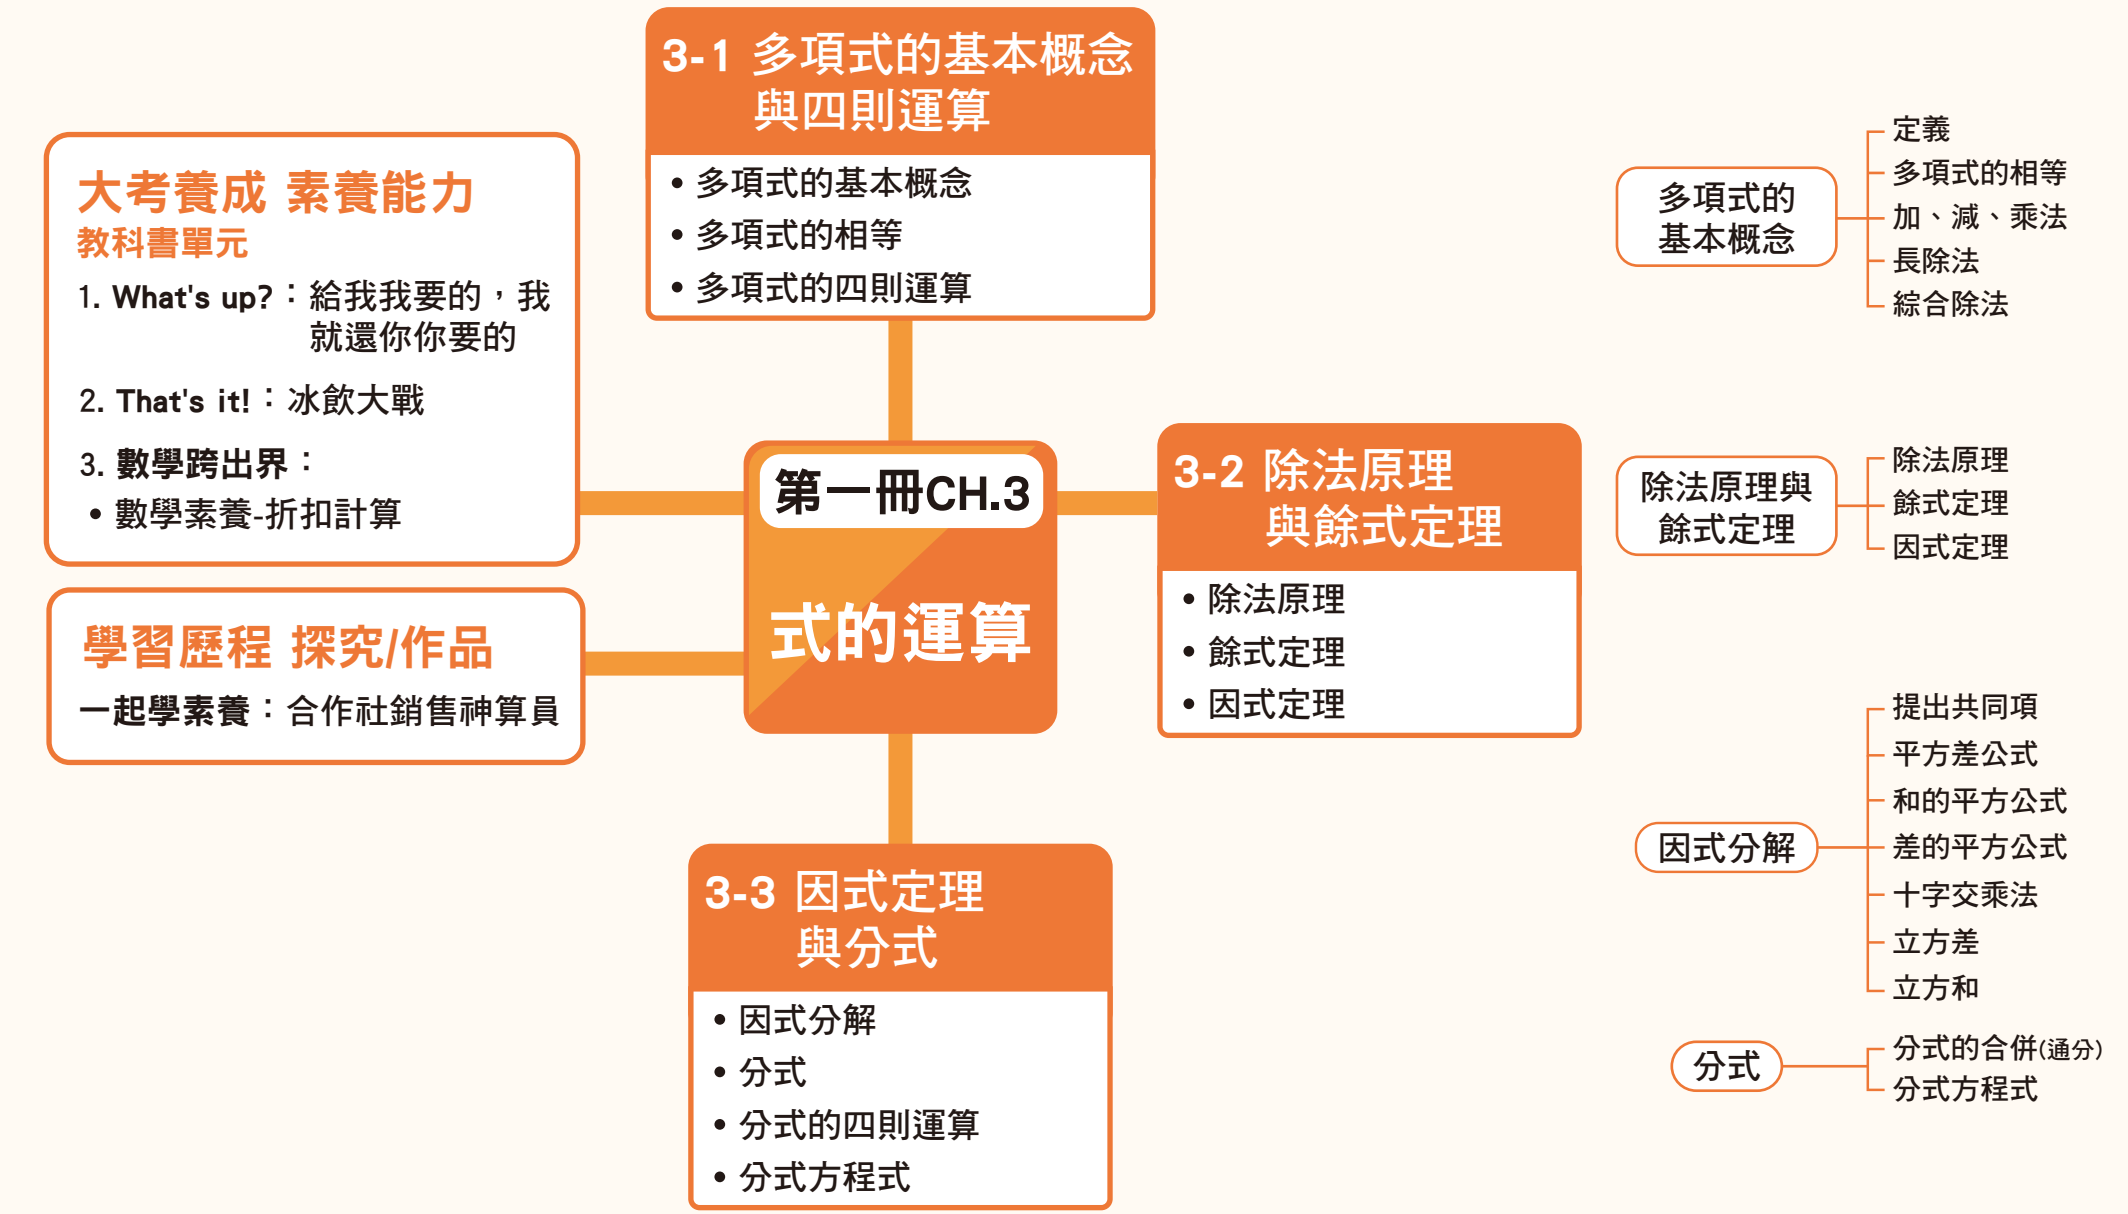 3-1 多項式的基本概念
與四則運算
• 多項式的基本概念
• 多項式的相等
• 多項式的四則運算
大考養成 素養能力
教科書單元
1. What's up?：給我我要的，我
就還你你要的
2. That's it!：冰飲大戰
3. 數學跨出界：
• 數學素養-折扣計算
學習歷程 探究/作品
一起學素養：合作社銷售神算員
第一冊CH.3
式的運算
3-2 除法原理
與餘式定理
• 除法原理
• 餘式定理
• 因式定理
3-3 因式定理
與分式
• 因式分解
• 分式
• 分式的四則運算
• 分式方程式
多項式的
基本概念
定義
多項式的相等
加、減、乘法
長除法
綜合除法
除法原理與
餘式定理
除法原理
餘式定理
因式定理
因式分解
提出共同項
平方差公式
和的平方公式
差的平方公式
十字交乘法
立方差
立方和
分式
分式的合併(通分)
分式方程式